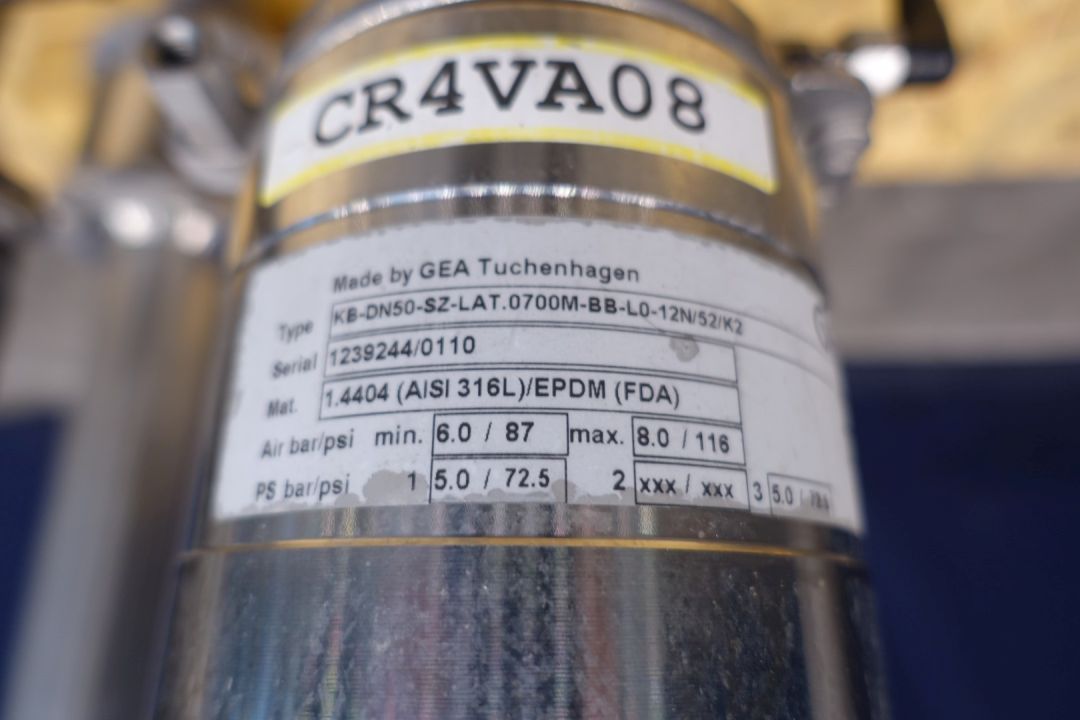 CR4VA08
Made by GEA Tuchenhagen
Type KB-DN50-SZ-LAT.0700M-BB-L0-12N/52/K2
Serial 1239244/0110
Mat. 1.4404 (AISI 316L)/EPDM (FDA)
Air bar/psi min. 6.0 / 87 max. 8.0 / 116
PS bar/psi 1 5.0 / 72.5 2 xxx / xxx 3 5.0 /